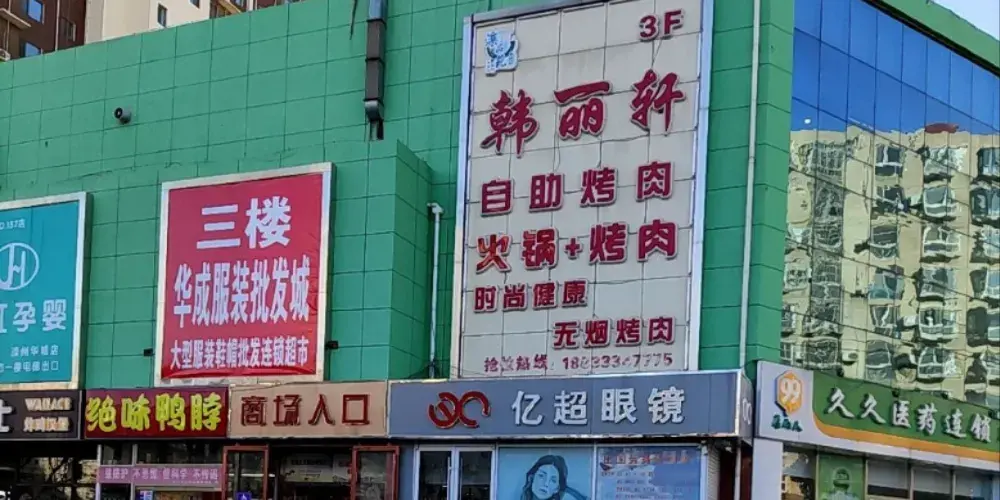 3F
韩丽轩
自助烤肉
火锅+烤肉
时尚健康
无烟烤肉
三楼
华成服装批发城
大型服装鞋帽批发连锁超市
孕婴
绝味鸭脖
商场入口
亿超眼镜
99
久久医药连锁